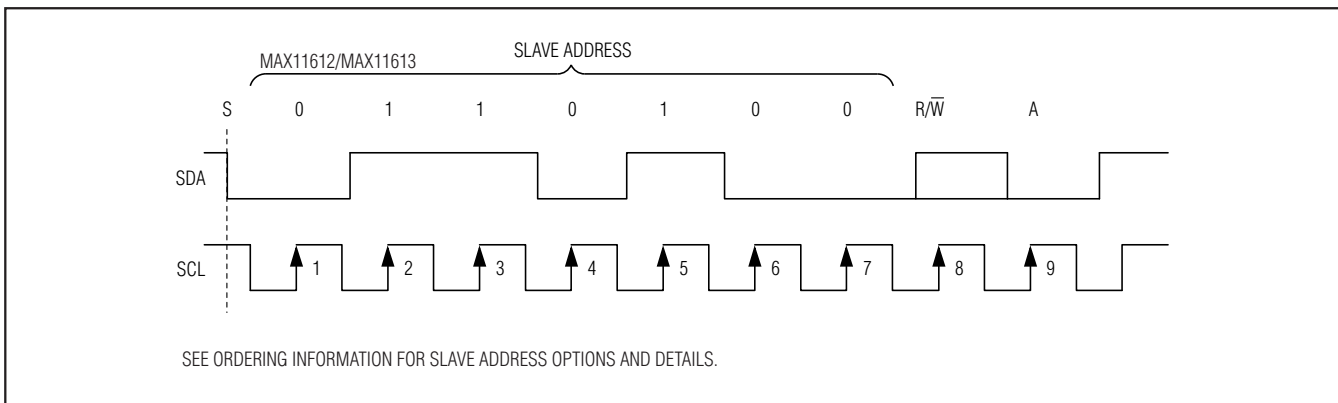 SLAVE ADDRESS
MAX11612/MAX11613
S 0 1 1 0 1 0 0 R/W̅ A
SDA
SCL 1 2 3 4 5 6 7 8 9
SEE ORDERING INFORMATION FOR SLAVE ADDRESS OPTIONS AND DETAILS.